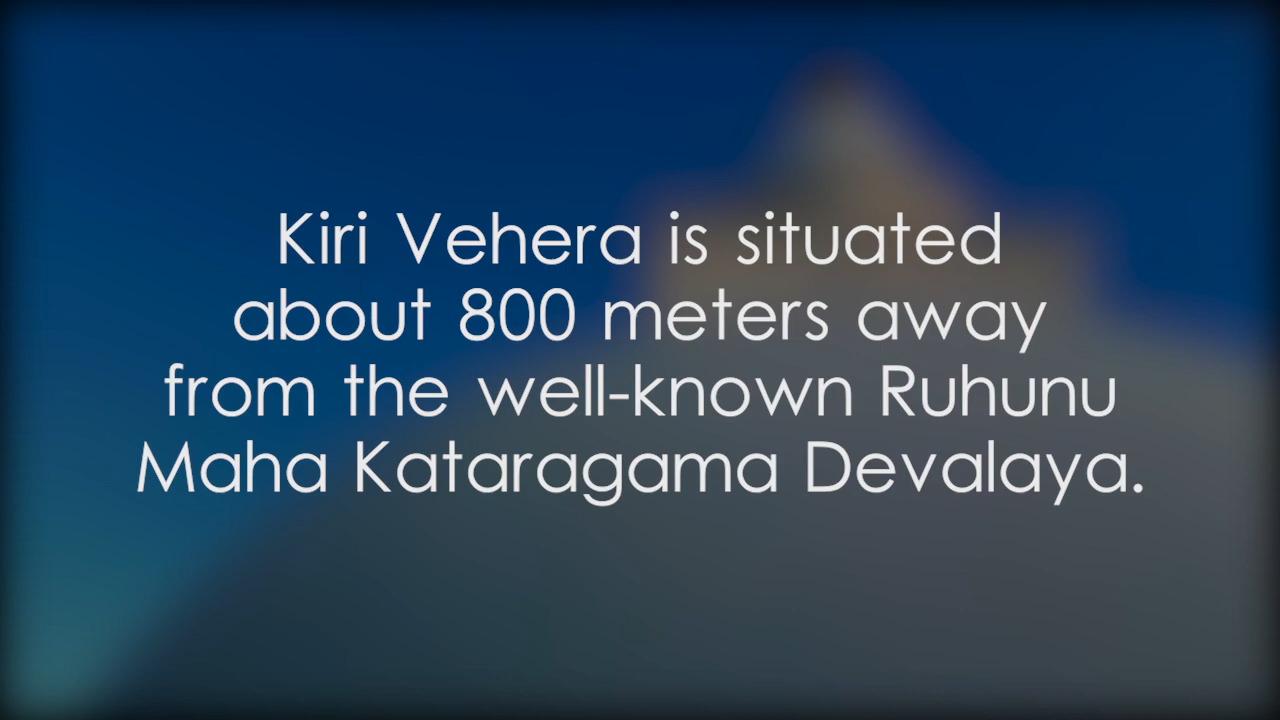 Kiri Vehera is situated
about 800 meters away
from the well-known Ruhunu
Maha Kataragama Devalaya.